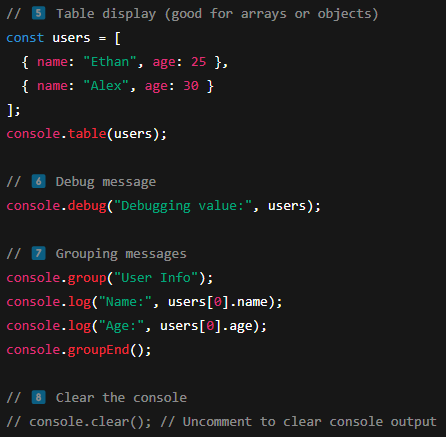 // 5️⃣ Table display (good for arrays or objects)
const users = [
  { name: "Ethan", age: 25 },
  { name: "Alex", age: 30 }
];
console.table(users);

// 6️⃣ Debug message
console.debug("Debugging value:", users);

// 7️⃣ Grouping messages
console.group("User Info");
console.log("Name:", users[0].name);
console.log("Age:", users[0].age);
console.groupEnd();

// 8️⃣ Clear the console
// console.clear(); // Uncomment to clear console output